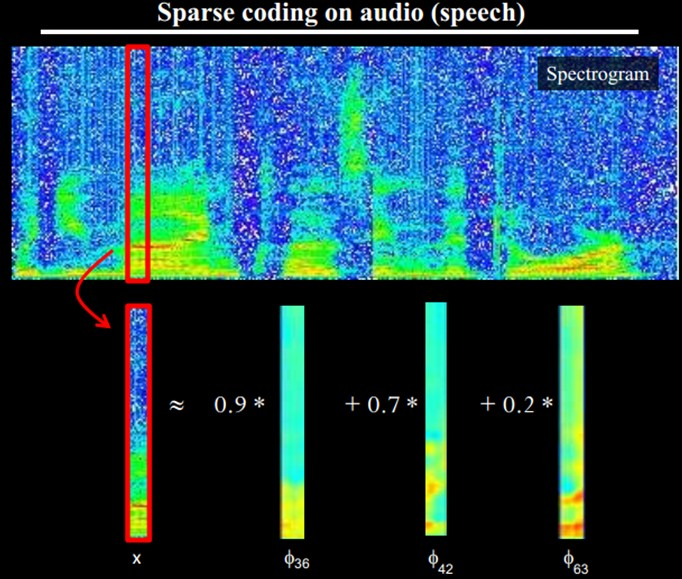 Sparse coding on audio (speech)
Spectrogram
≈ 0.9 * + 0.7 * + 0.2 *
x ϕ36 ϕ42 ϕ63